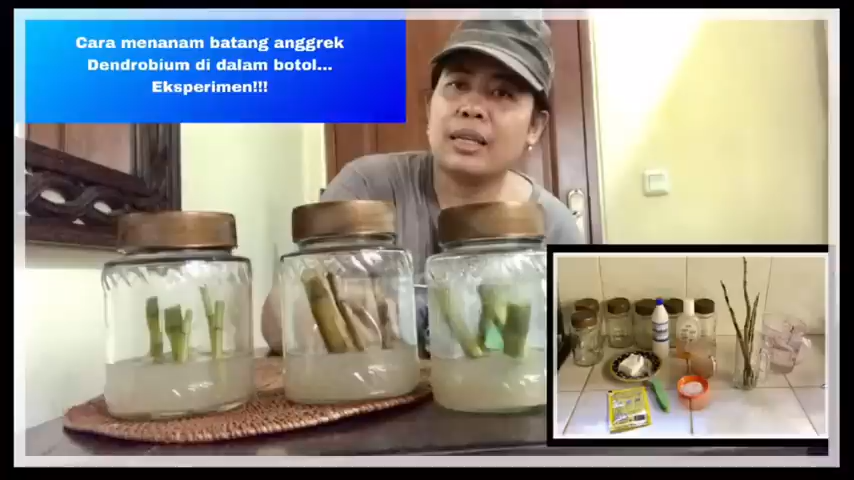 Cara menanam batang anggrek
Dendrobium di dalam botol...
Eksperimen!!!